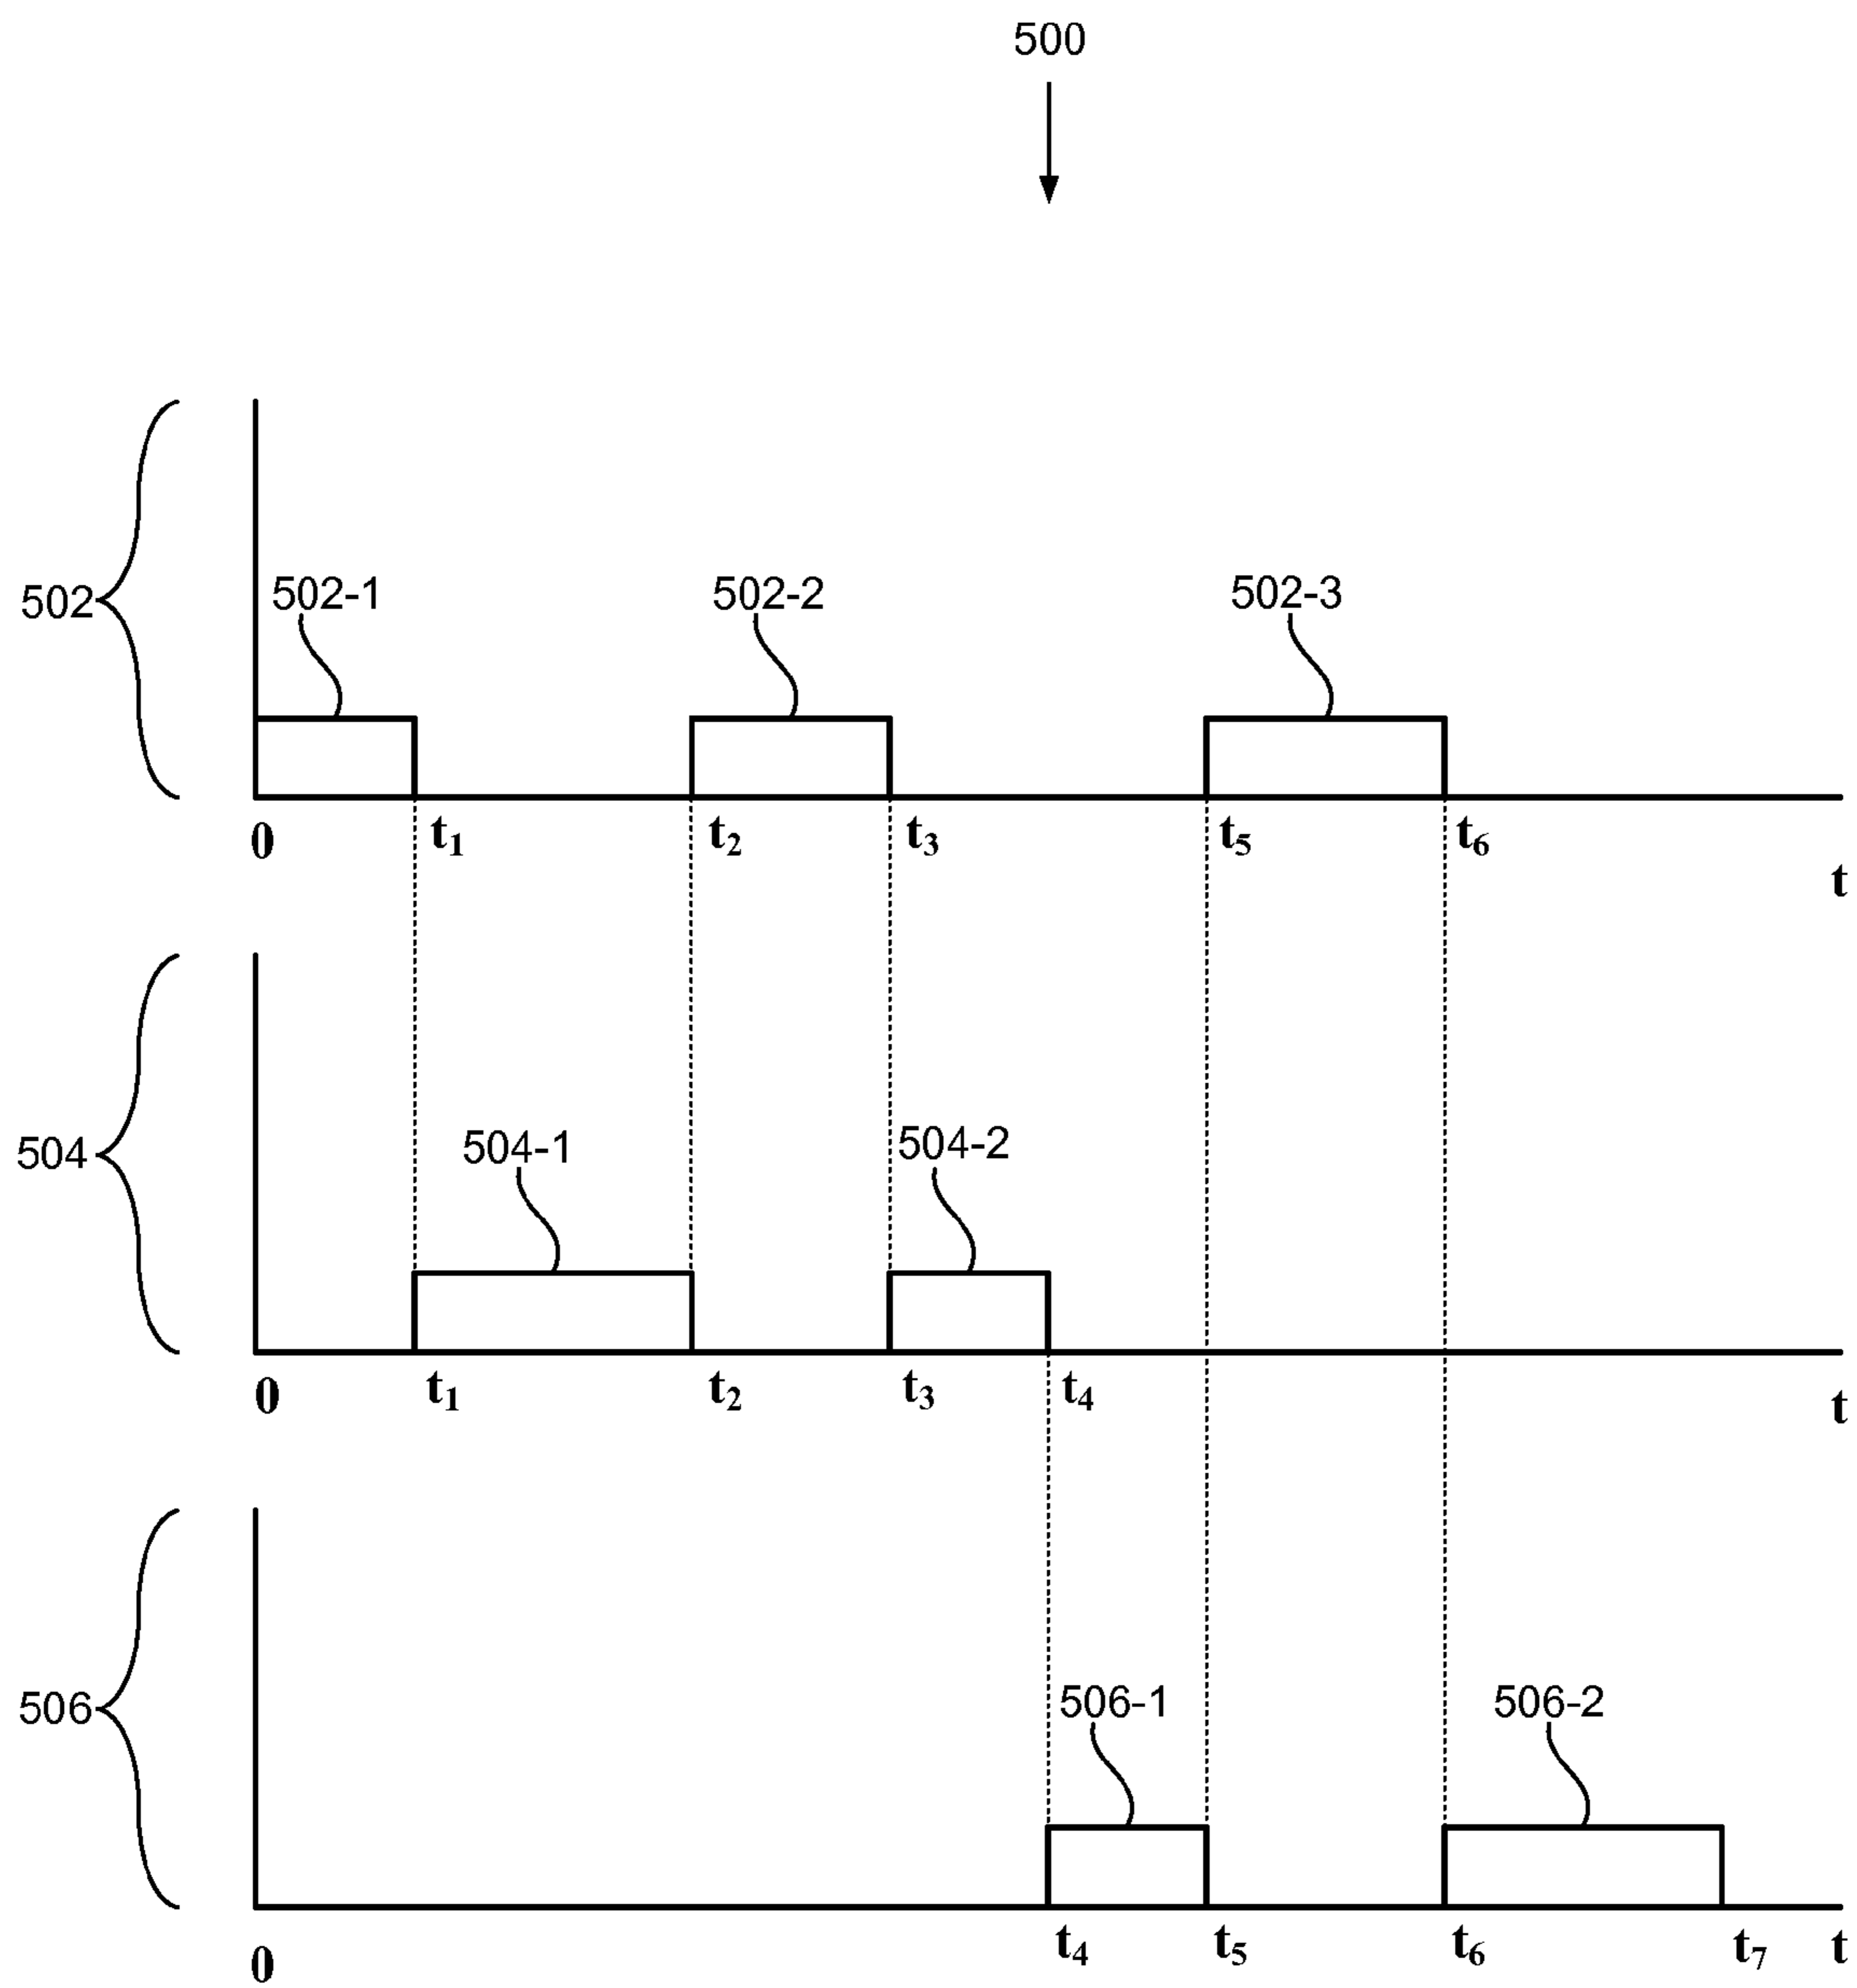 500
502
502-1 502-2 502-3
0 t₁ t₂ t₃ t₅ t₆
t
504
504-1 504-2
0 t₁ t₂ t₃ t₄ t
506
506-1 506-2
0 t₄ t₅ t₆ t₇ t